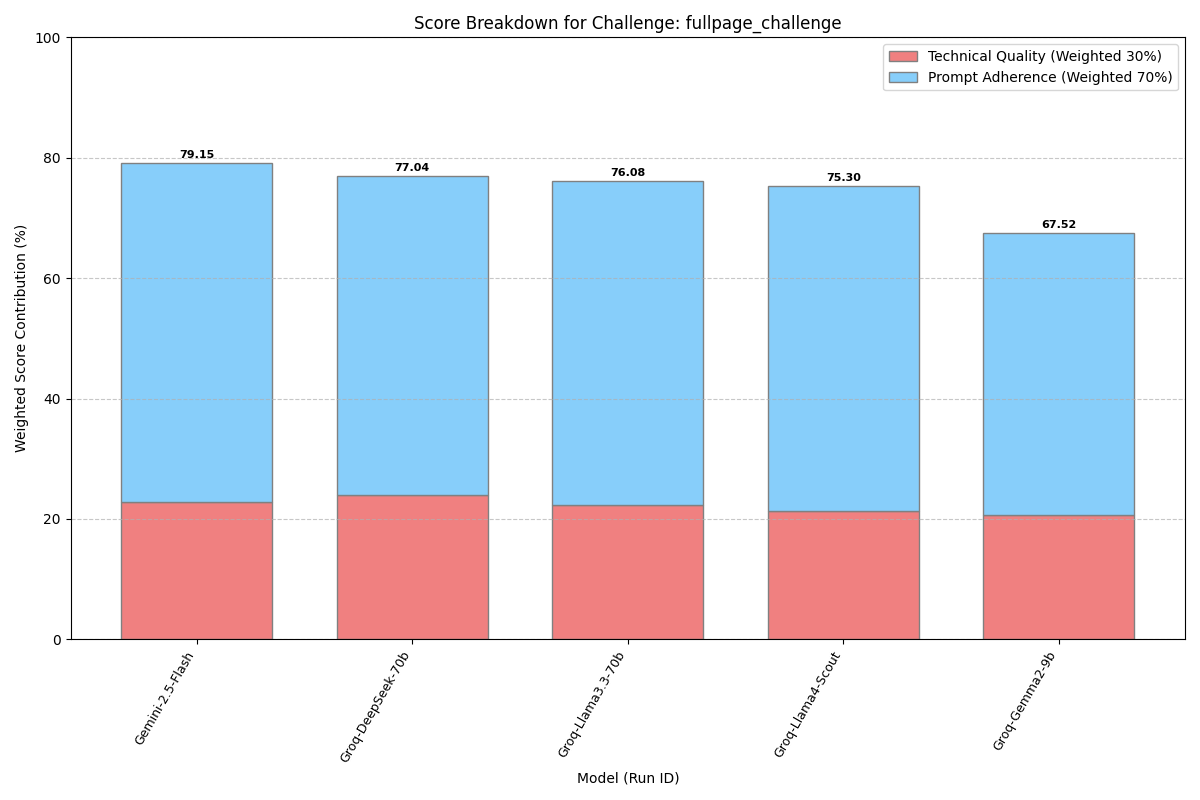 Score Breakdown for Challenge: fullpage_challenge
Technical Quality (Weighted 30%)
Prompt Adherence (Weighted 70%)
Weighted Score Contribution (%)
100
80
60
40
20
0
79.15
77.04
76.08
75.30
67.52
Gemini-2.5-Flash
Groq-DeepSeek-70b
Groq-Llama3.3-70b
Groq-Llama4-Scout
Groq-Gemma2-9b
Model (Run ID)